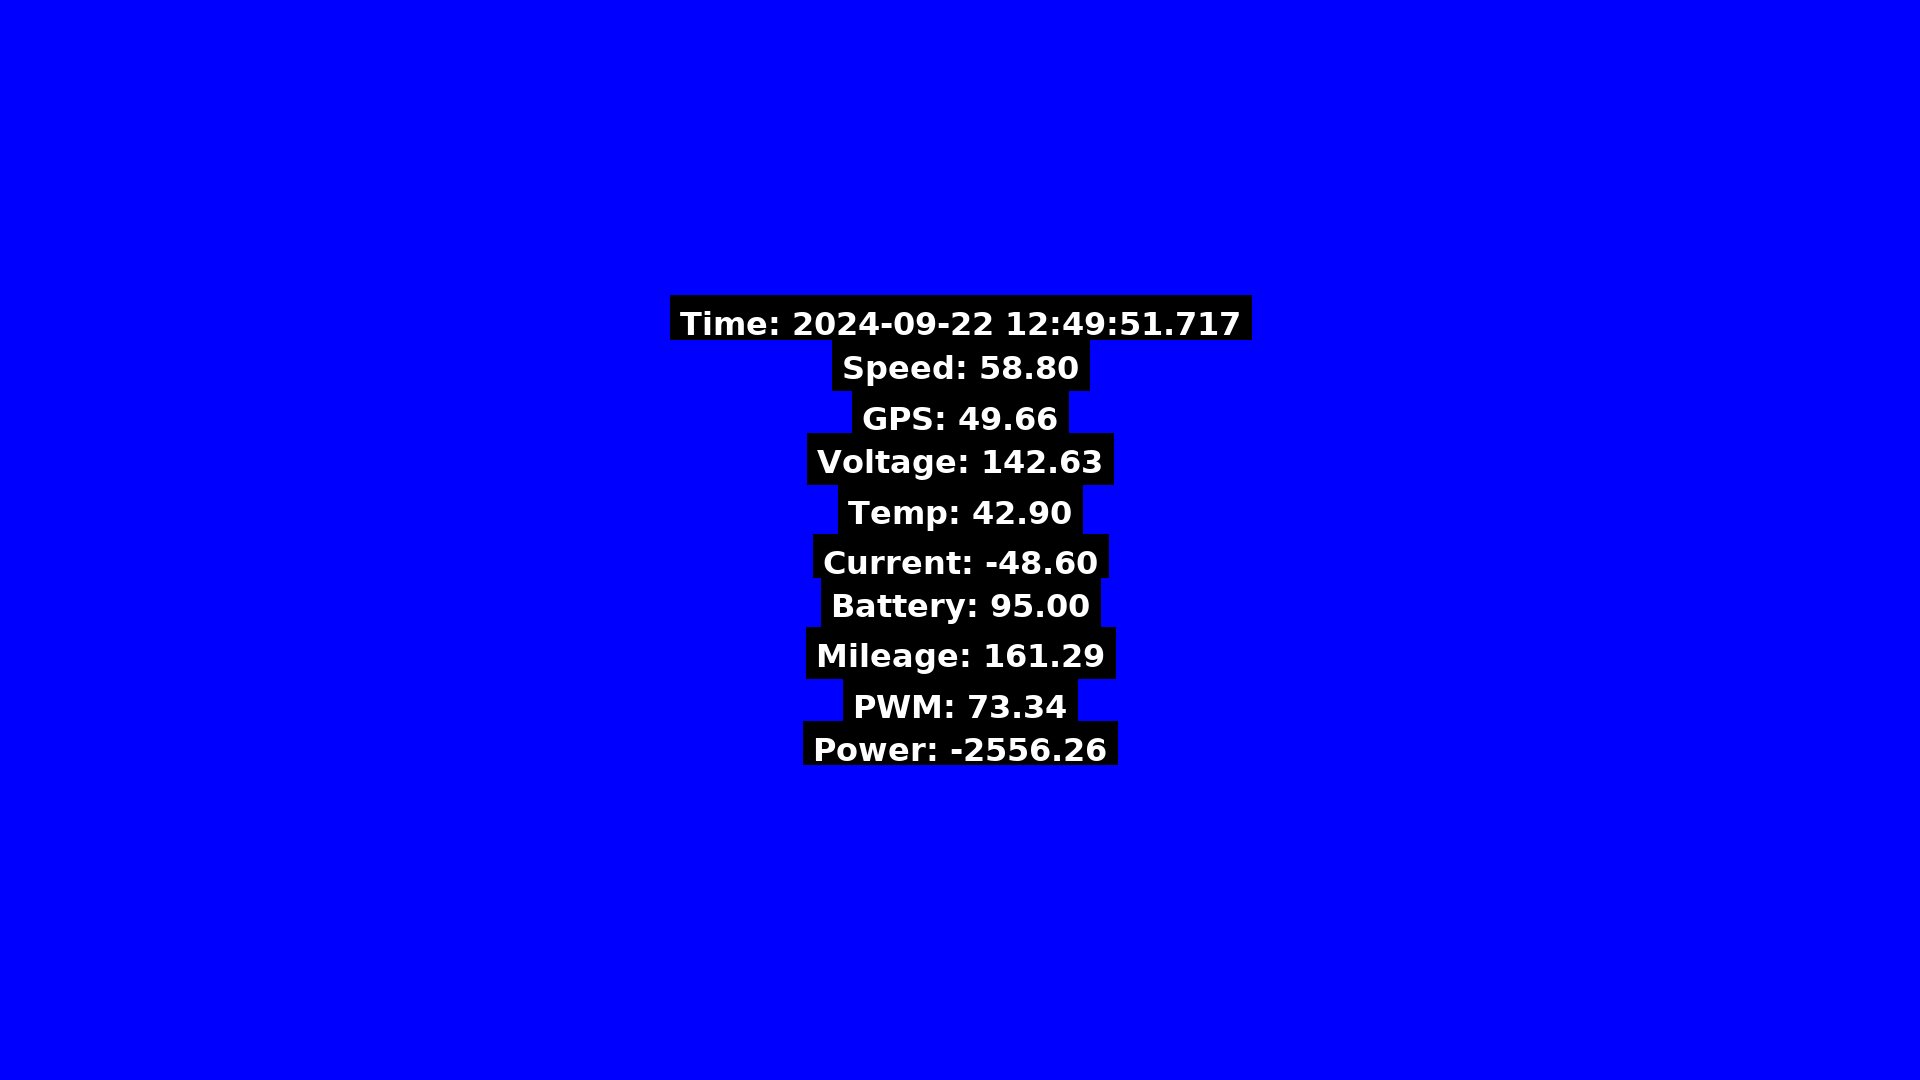 Time: 2024-09-22 12:49:51.717
Speed: 58.80
GPS: 49.66
Voltage: 142.63
Temp: 42.90
Current: -48.60
Battery: 95.00
Mileage: 161.29
PWM: 73.34
Power: -2556.26